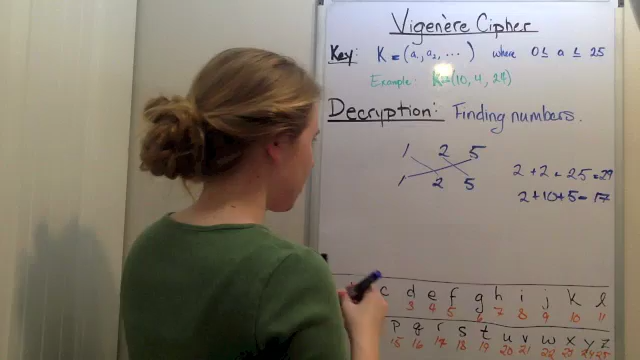 Vigenère Cipher
Key: K = (a₁, a₂, ...) where 0 ≤ a ≤ 25
Example: K=(10, 4, 21)
Decryption: Finding numbers.
1 2 5
1 2 5
2 + 2 + 25 = 29
2 + 10 + 5 = 17
c d e f g h i j k l
3 4 5 6 7 8 9 10 11
p q r s t u v w x y z
15 16 17 18 19 20 21 22 23 24 25